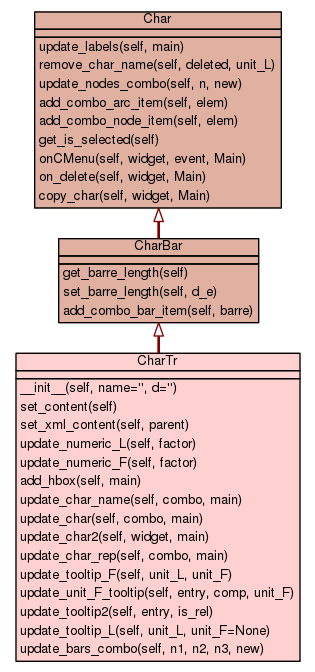 Char
update_labels(self, main)
remove_char_name(self, deleted, unit_L)
update_nodes_combo(self, n, new)
add_combo_arc_item(self, elem)
add_combo_node_item(self, elem)
get_is_selected(self)
onCMenu(self, widget, event, Main)
on_delete(self, widget, Main)
copy_char(self, widget, Main)
CharBar
get_barre_length(self)
set_barre_length(self, d_e)
add_combo_bar_item(self, barre)
CharTr
__init__(self, name='', d='')
set_content(self)
set_xml_content(self, parent)
update_numeric_L(self, factor)
update_numeric_F(self, factor)
add_hbox(self, main)
update_char_name(self, combo, main)
update_char(self, combo, main)
update_char2(self, widget, main)
update_char_rep(self, combo, main)
update_tooltip_F(self, unit_L, unit_F)
update_unit_F_tooltip(self, entry, comp, unit_F)
update_tooltip2(self, entry, is_rel)
update_tooltip_L(self, unit_L, unit_F=None)
update_bars_combo(self, n1, n2, n3, new)